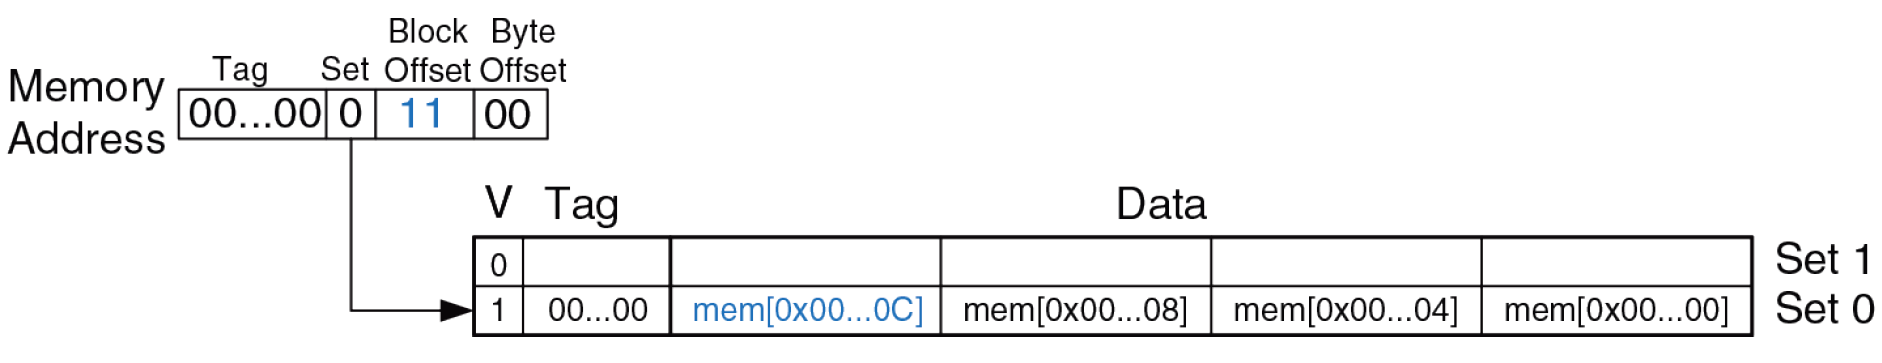 Block Byte
Tag Set Offset Offset
Memory Address
00...00 0 11 00
V Tag Data
0 Set 1
1 00...00 mem[0x00...0C] mem[0x00...08] mem[0x00...04] mem[0x00...00] Set 0